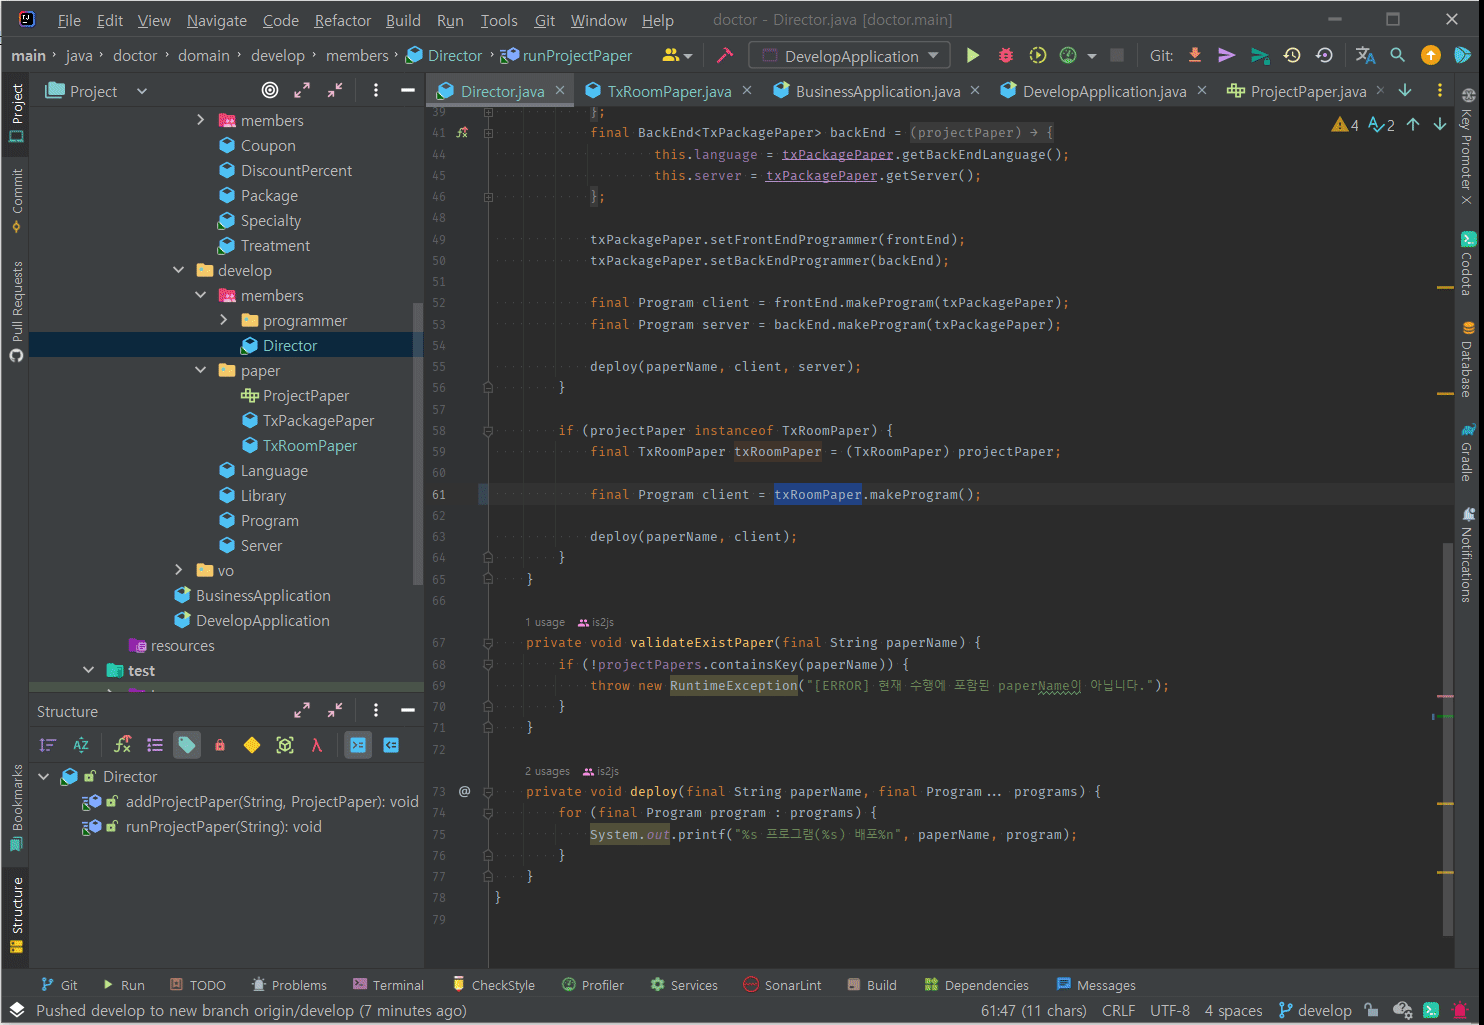 File Edit View Navigate Code Refactor Build Run Tools Git Window Help doctor - Director.java [doctor.main]
main java doctor domain develop members Director runProjectPaper DevelopApplication Git:
Project
Director.java TxRoomPaper.java BusinessApplication.java DevelopApplication.java ProjectPaper.java
members
Coupon
DiscountPercent
Package
Specialty
Treatment
develop
members
programmer
Director
paper
ProjectPaper
TxPackagePaper
TxRoomPaper
Language
Library
Program
Server
vo
BusinessApplication
DevelopApplication
resources
test
Project
Commit
Pull Requests
Bookmarks
Structure
4 2
39 };
41 final BackEnd<TxPackagePaper> backEnd = (projectPaper) → {
44 this.language = txPackagePaper.getBackEndLanguage();
45 this.server = txPackagePaper.getServer();
46 };
48
49 txPackagePaper.setFrontEndProgrammer(frontEnd);
50 txPackagePaper.setBackEndProgrammer(backEnd);
51
52 final Program client = frontEnd.makeProgram(txPackagePaper);
53 final Program server = backEnd.makeProgram(txPackagePaper);
54
55 deploy(paperName, client, server);
56 }
57
58 if (projectPaper instanceof TxRoomPaper) {
59 final TxRoomPaper txRoomPaper = (TxRoomPaper) projectPaper;
60
61 final Program client = txRoomPaper.makeProgram();
62
63 deploy(paperName, client);
64 }
65 }
66
1 usage is2js
67 private void validateExistPaper(final String paperName) {
68 if (!projectPapers.containsKey(paperName)) {
69 throw new RuntimeException("[ERROR] 현재 수행에 포함된 paperName이 아닙니다.");
70 }
71 }
72
2 usages is2js
73 @ private void deploy(final String paperName, final Program... programs) {
74 for (final Program program : programs) {
75 System.out.printf("%s 프로그램(%s) 배포%n", paperName, program);
76 }
77 }
78 }
79
Key Promoter X
Codota
Database
Gradle
Notifications
Structure
Director
addProjectPaper(String, ProjectPaper): void
runProjectPaper(String): void
Git Run TODO Problems Terminal CheckStyle Profiler Services SonarLint Build Dependencies Messages
Pushed develop to new branch origin/develop (7 minutes ago) 61:47 (11 chars) CRLF UTF-8 4 spaces develop